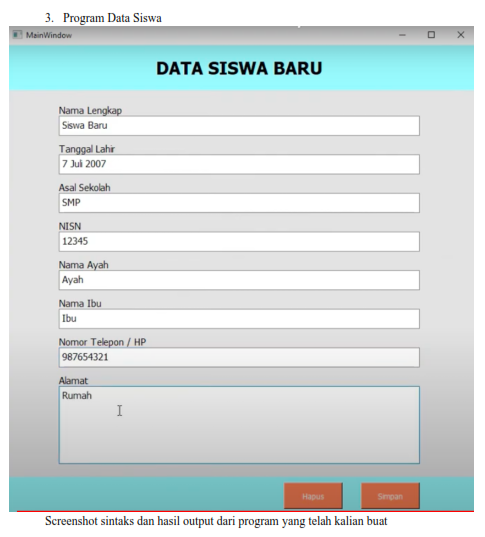 3. Program Data Siswa
MainWindow
DATA SISWA BARU
Nama Lengkap
Siswa Baru
Tanggal Lahir
7 Juli 2007
Asal Sekolah
SMP
NISN
12345
Nama Ayah
Ayah
Nama Ibu
Ibu
Nomor Telepon / HP
987654321
Alamat
Rumah
Hapus
Simpan
Screenshot sintaks dan hasil output dari program yang telah kalian buat